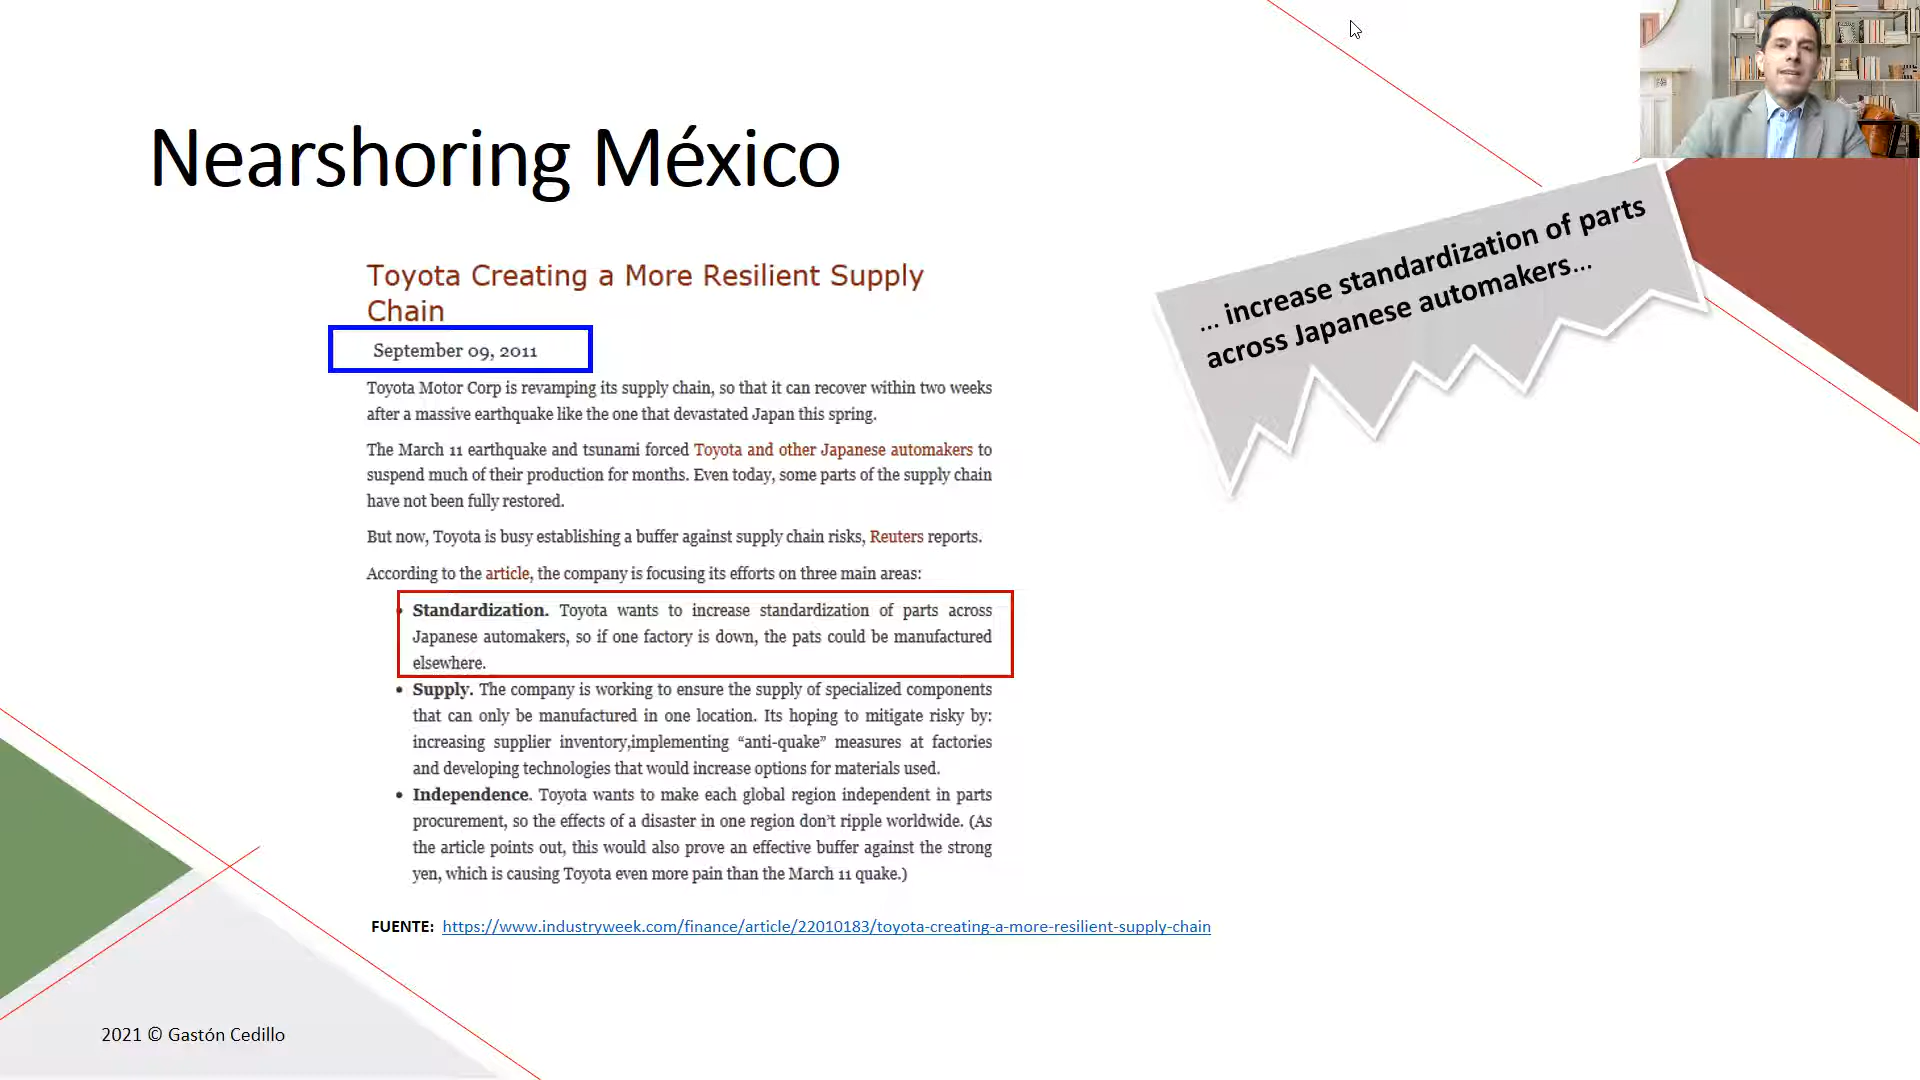 Nearshoring México
... increase standardization of parts
across Japanese automakers...
Toyota Creating a More Resilient Supply
Chain
September 09, 2011
Toyota Motor Corp is revamping its supply chain, so that it can recover within two weeks
after a massive earthquake like the one that devastated Japan this spring.
The March 11 earthquake and tsunami forced Toyota and other Japanese automakers to
suspend much of their production for months. Even today, some parts of the supply chain
have not been fully restored.
But now, Toyota is busy establishing a buffer against supply chain risks, Reuters reports.
According to the article, the company is focusing its efforts on three main areas:
• Standardization. Toyota wants to increase standardization of parts across
Japanese automakers, so if one factory is down, the pats could be manufactured
elsewhere.
• Supply. The company is working to ensure the supply of specialized components
that can only be manufactured in one location. Its hoping to mitigate risky by:
increasing supplier inventory,implementing “anti-quake” measures at factories
and developing technologies that would increase options for materials used.
• Independence. Toyota wants to make each global region independent in parts
procurement, so the effects of a disaster in one region don’t ripple worldwide. (As
the article points out, this would also prove an effective buffer against the strong
yen, which is causing Toyota even more pain than the March 11 quake.)
FUENTE: https://www.industryweek.com/finance/article/22010183/toyota-creating-a-more-resilient-supply-chain
2021 © Gastón Cedillo